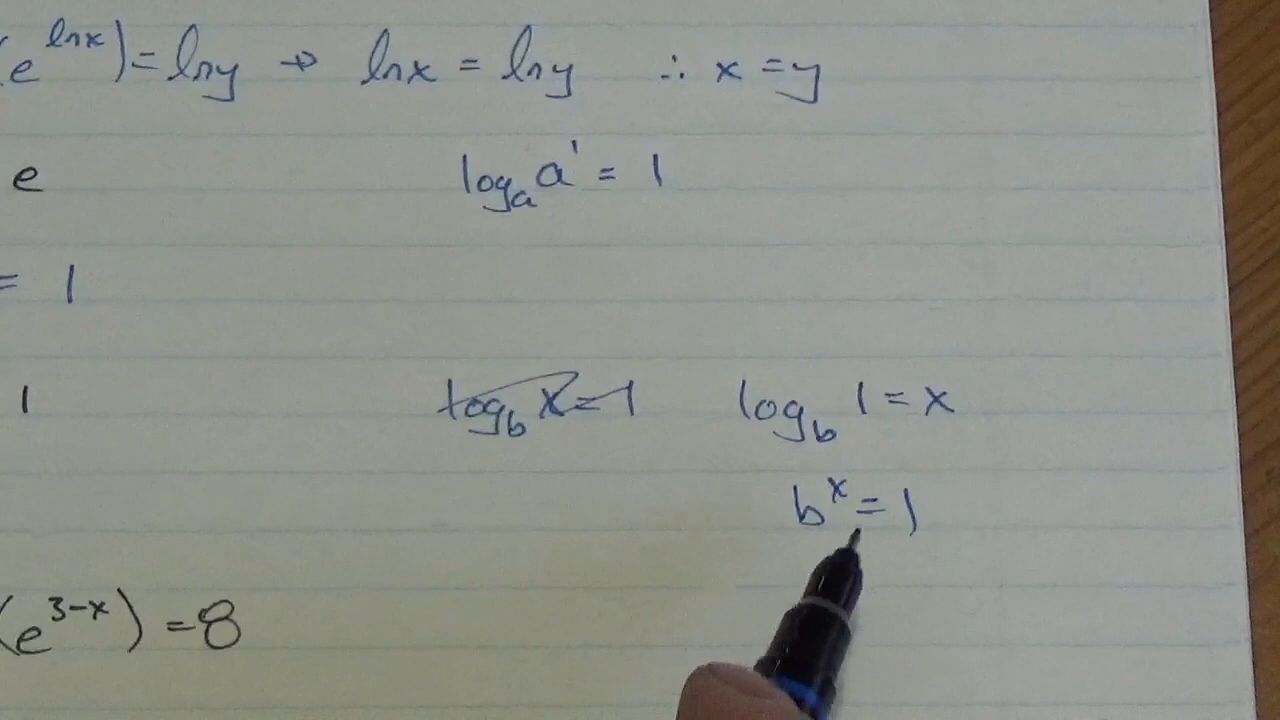 (e^{ln x}) = ln y → ln x = ln y ∴ x = y
e log_a a^1 = 1
= 1
1 log_b x = 1 log_b 1 = x
b^x = 1
(e^{3-x}) = 8